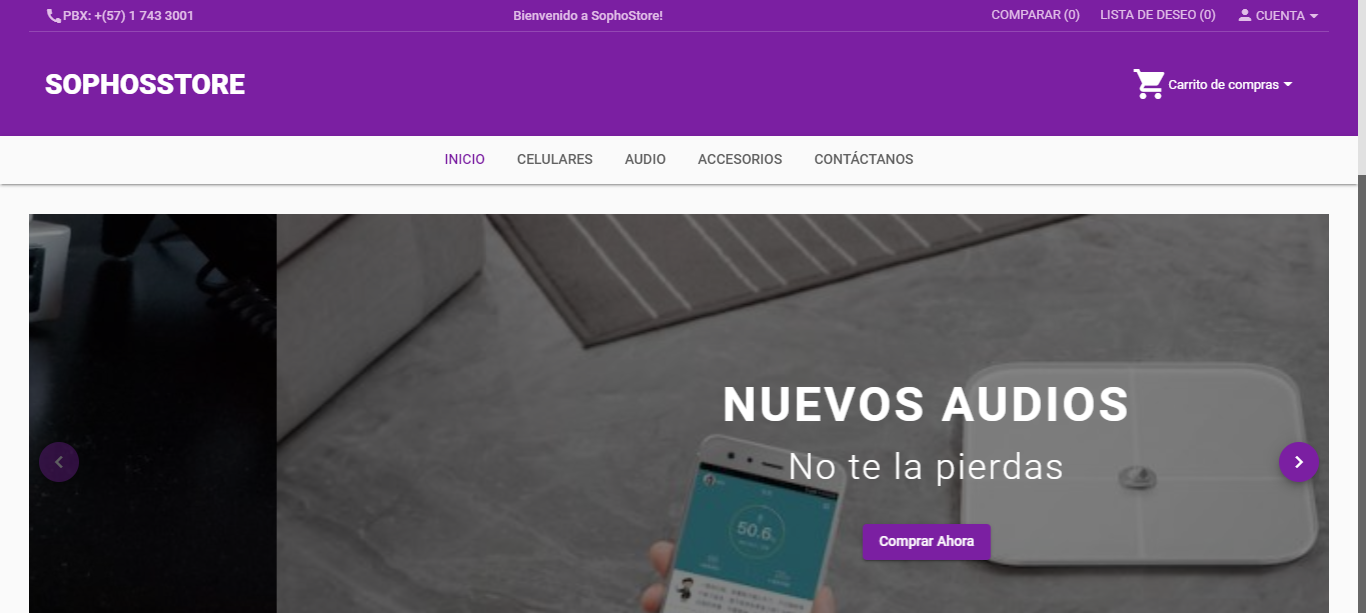 PBX: +(57) 1 743 3001
Bienvenido a SophoStore!
COMPARAR (0)
LISTA DE DESEO (0)
CUENTA
SOPHOSSTORE
Carrito de compras
INICIO
CELULARES
AUDIO
ACCESORIOS
CONTÁCTANOS
NUEVOS AUDIOS
No te la pierdas
50.6
Comprar Ahora